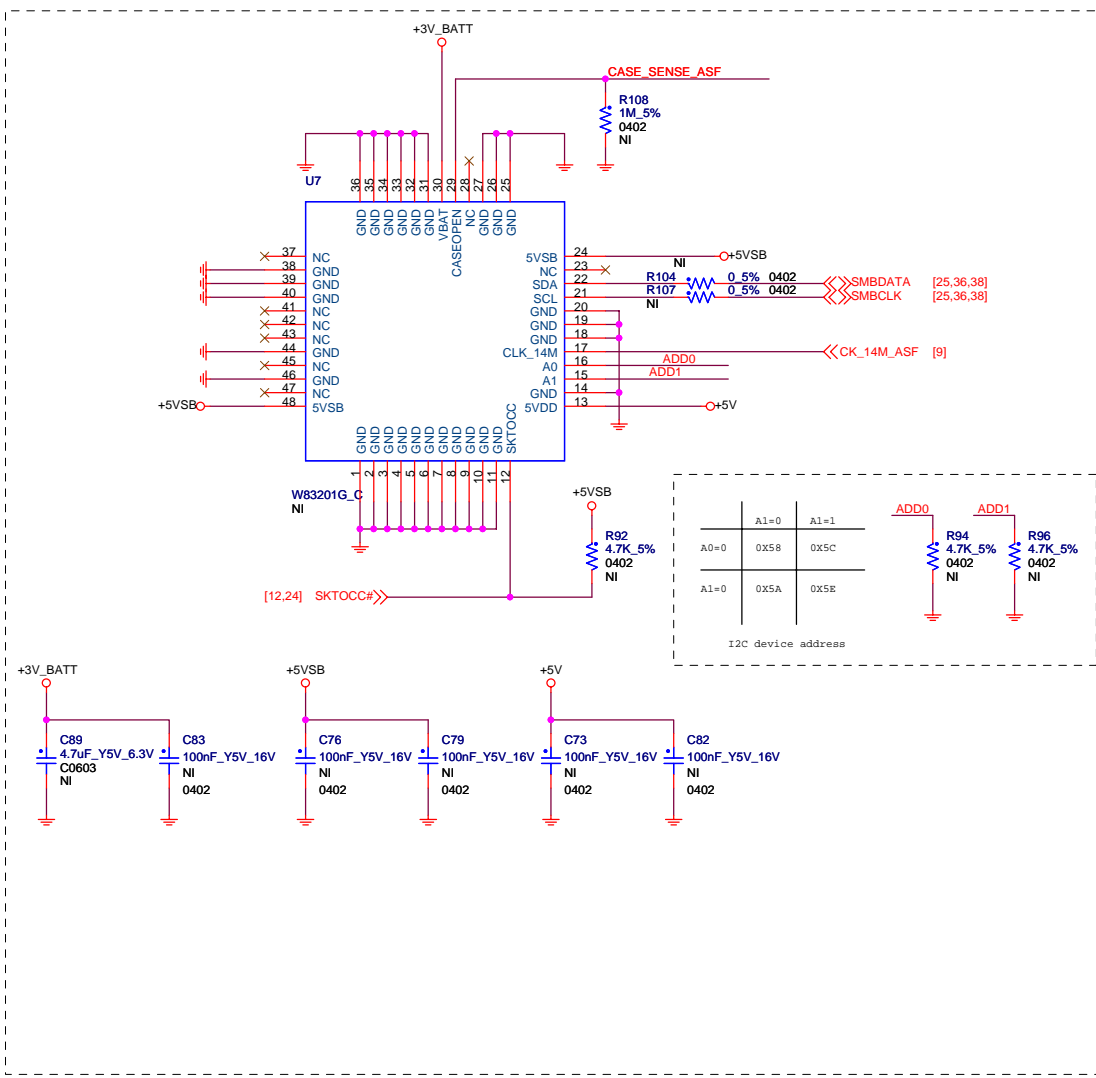 +3V_BATT
CASE_SENSE_ASF
R108
1M_5%
0402
NI
U7
36 35 34 33 32 31 30 29 28 27 26 25
GND GND GND GND GND GND VBAT CASEOPEN NC GND GND GND
37 NC
38 GND
39 GND
40 GND
41 NC
42 NC
43 NC
44 GND
45 NC
46 GND
47 NC
+5VSB 48 5VSB
5VSB 24 NI +5VSB
NC 23
SDA 22 R104 0_5% 0402 SMBDATA [25,36,38]
SCL 21 R107 0_5% 0402 SMBCLK [25,36,38]
NI
GND 20
GND 19
GND 18
CLK_14M 17 CK_14M_ASF [9]
A0 16 ADD0
A1 15 ADD1
GND 14
5VDD 13 +5V
GND GND GND GND GND GND GND GND GND GND GND SKTOCC
1 2 3 4 5 6 7 8 9 10 11 12
W83201G_C
NI
+5VSB
R92
4.7K_5%
0402
NI
[12,24] SKTOCC#
A1=0 A1=1
A0=0 0X58 0X5C
A1=0 0X5A 0X5E
I2C device address
ADD0 ADD1
R94 R96
4.7K_5% 4.7K_5%
0402 0402
NI NI
+3V_BATT
C89
4.7uF_Y5V_6.3V
C0603
NI
C83
100nF_Y5V_16V
NI
0402
+5VSB
C76
100nF_Y5V_16V
NI
0402
C79
100nF_Y5V_16V
NI
0402
+5V
C73
100nF_Y5V_16V
NI
0402
C82
100nF_Y5V_16V
NI
0402